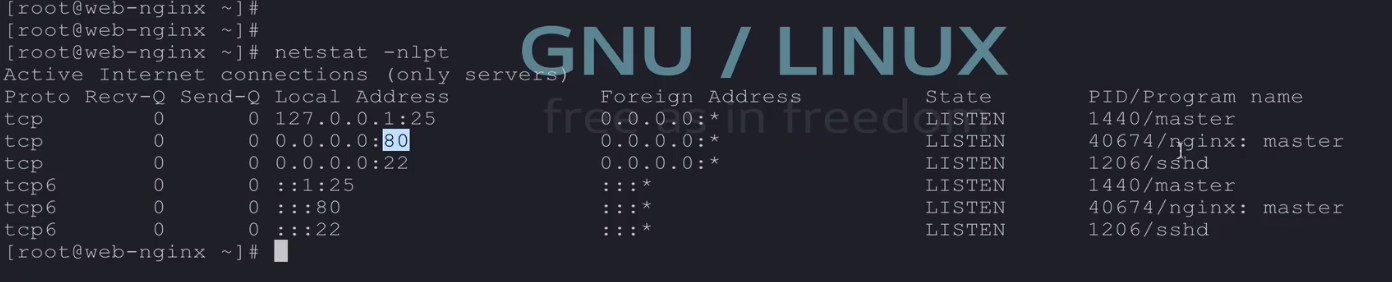 [root@web-nginx ~]#
[root@web-nginx ~]#
[root@web-nginx ~]# netstat -nlpt
GNU / LINUX
Active Internet connections (only servers)
Proto Recv-Q Send-Q Local Address Foreign Address State PID/Program name
free as in freedom
tcp 0 0 127.0.0.1:25 0.0.0.0:* LISTEN 1440/master
tcp 0 0 0.0.0.0:80 0.0.0.0:* LISTEN 40674/nginx: master
tcp 0 0 0.0.0.0:22 0.0.0.0:* LISTEN 1206/sshd
tcp6 0 0 ::1:25 :::* LISTEN 1440/master
tcp6 0 0 :::80 :::* LISTEN 40674/nginx: master
tcp6 0 0 :::22 :::* LISTEN 1206/sshd
[root@web-nginx ~]#